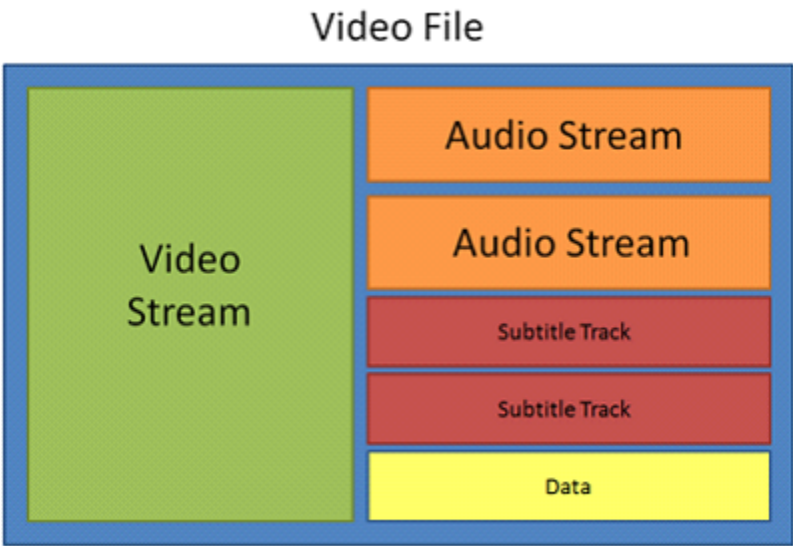 Video File
Video
Stream
Audio Stream
Audio Stream
Subtitle Track
Subtitle Track
Data